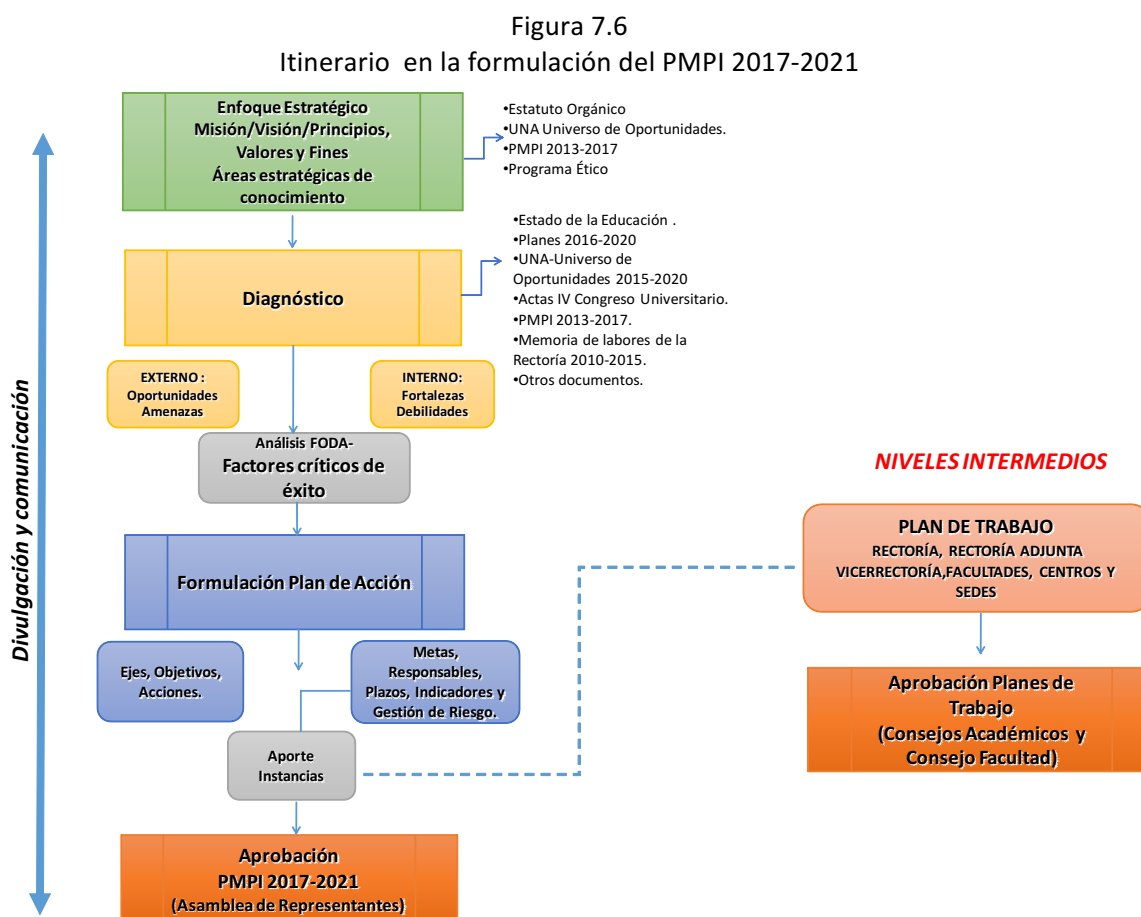 Figura 7.6
Itinerario en la formulación del PMPI 2017-2021
Enfoque Estratégico
Misión/Visión/Principios,
Valores y Fines
Áreas estratégicas de
conocimiento
•Estatuto Orgánico
•UNA Universo de Oportunidades.
•PMPI 2013-2017
•Programa Ético
Diagnóstico
•Estado de la Educación .
•Planes 2016-2020
•UNA-Universo de
Oportunidades 2015-2020
•Actas IV Congreso Universitario.
•PMPI 2013-2017.
•Memoria de labores de la
Rectoría 2010-2015.
•Otros documentos.
EXTERNO :
Oportunidades
Amenazas
INTERNO:
Fortalezas
Debilidades
Análisis FODA-
Factores críticos de
éxito
Formulación Plan de Acción
Ejes, Objetivos,
Acciones.
Metas,
Responsables,
Plazos, Indicadores y
Gestión de Riesgo.
Aporte
Instancias
Aprobación
PMPI 2017-2021
(Asamblea de Representantes)
Divulgación y comunicación
NIVELES INTERMEDIOS
PLAN DE TRABAJO
RECTORÍA, RECTORÍA ADJUNTA
VICERRECTORÍA,FACULTADES, CENTROS Y
SEDES
Aprobación Planes de
Trabajo
(Consejos Académicos y
Consejo Facultad)